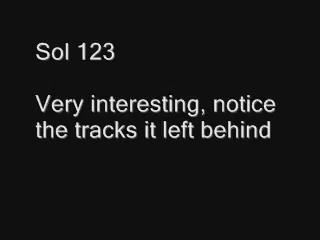 Sol 123
Very interesting, notice
the tracks it left behind